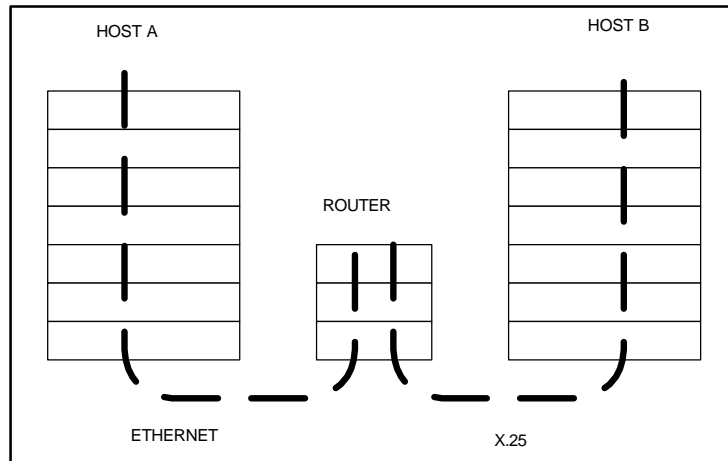 HOST A
HOST B
ROUTER
ETHERNET
X.25